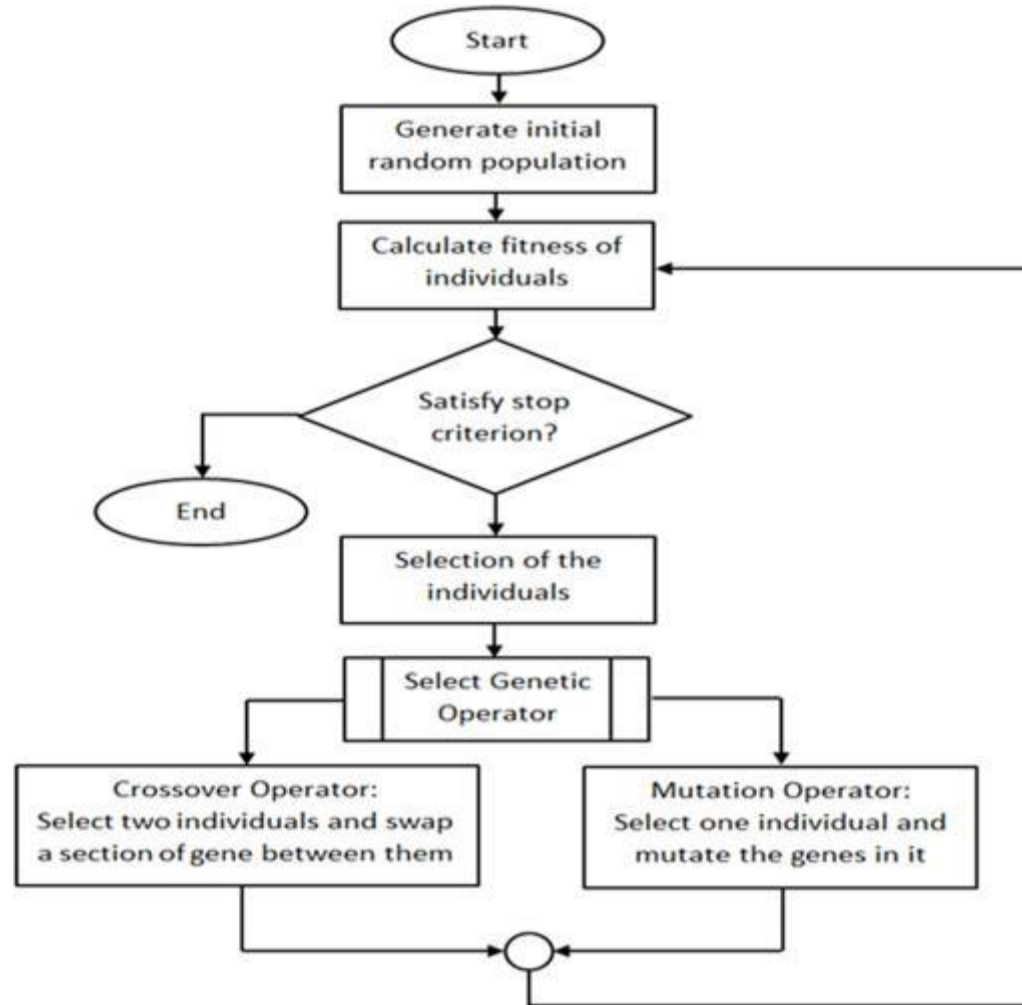 Start
Generate initial
random population
Calculate fitness of
individuals
Satisfy stop
criterion?
End
Selection of the
individuals
Select Genetic
Operator
Crossover Operator:
Select two individuals and swap
a section of gene between them
Mutation Operator:
Select one individual and
mutate the genes in it